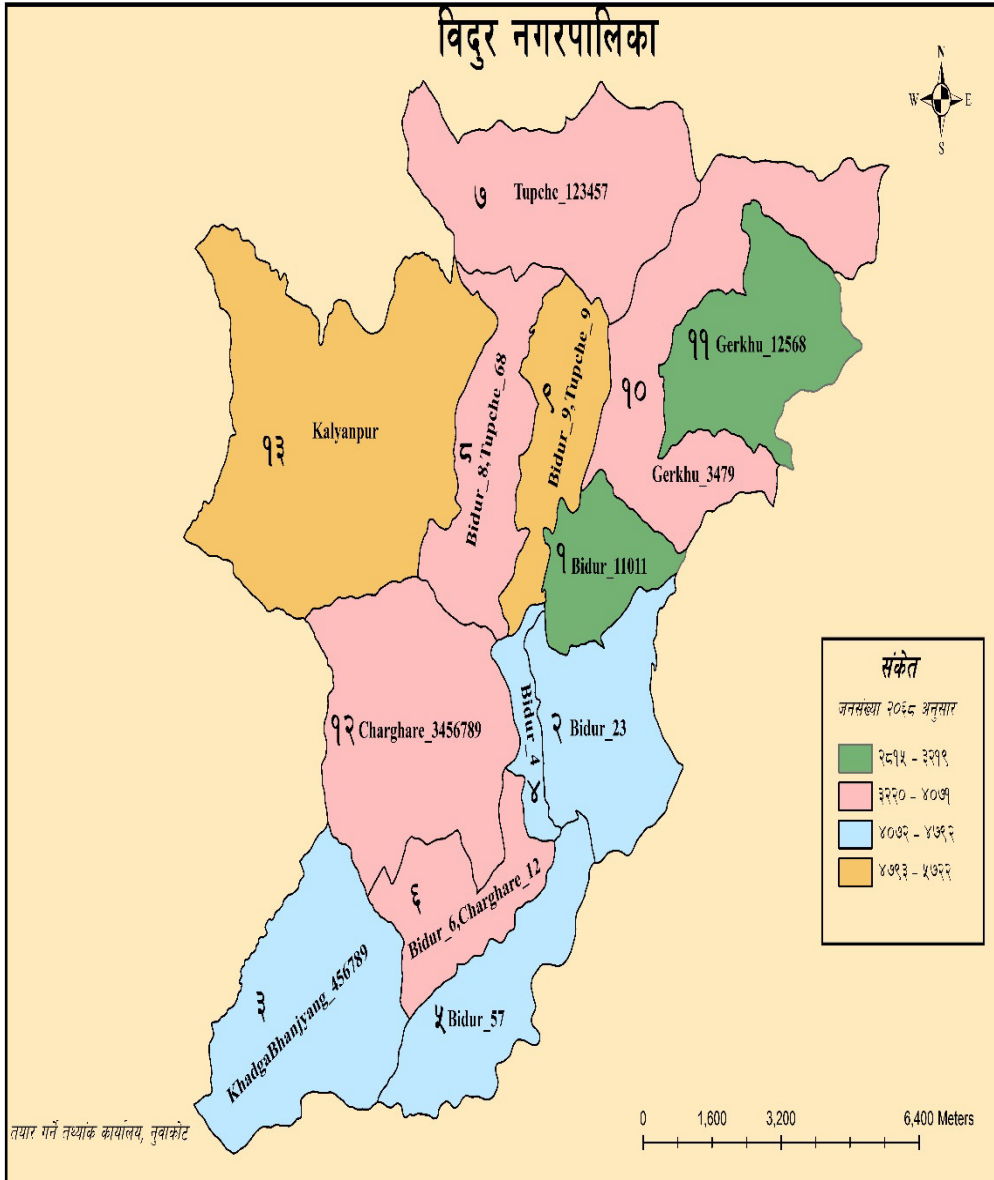 विदुर नगरपालिका
N
W E
S
७ Tupche_123457
११ Gerkhu_12568
१०
Gerkhu_3479
९
Bidur_9,Tupche_9
८
Bidur_8,Tupche_68
Kalyanpur
१३
१
Bidur_11011
१२ Charghare_3456789
Bidur_4 ४
२ Bidur_23
६
Bidur_6,Charghare_12
३
KhadgaBhanjyang_456789
५ Bidur_57
संकेत
जनसंख्या २०६८ अनुसार
२८१५ - ३२१९
३२२० - ४०७१
४०७२ - ४७९२
४७९३ - ५७२२
0 1,600 3,200 6,400 Meters
तयार गर्ने तथ्यांक कार्यालय, नुवाकोट